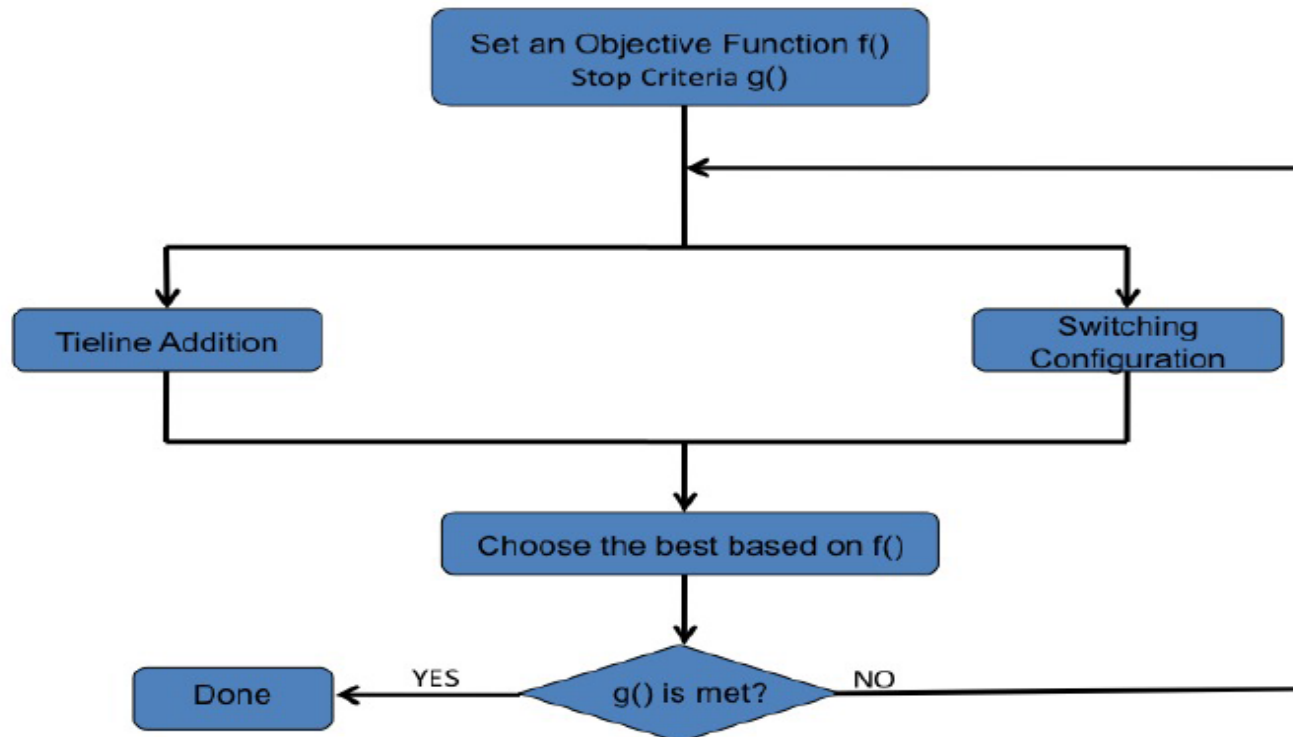 Set an Objective Function f()
Stop Criteria g()
Tieline Addition
Switching
Configuration
Choose the best based on f()
g() is met?
YES
NO
Done